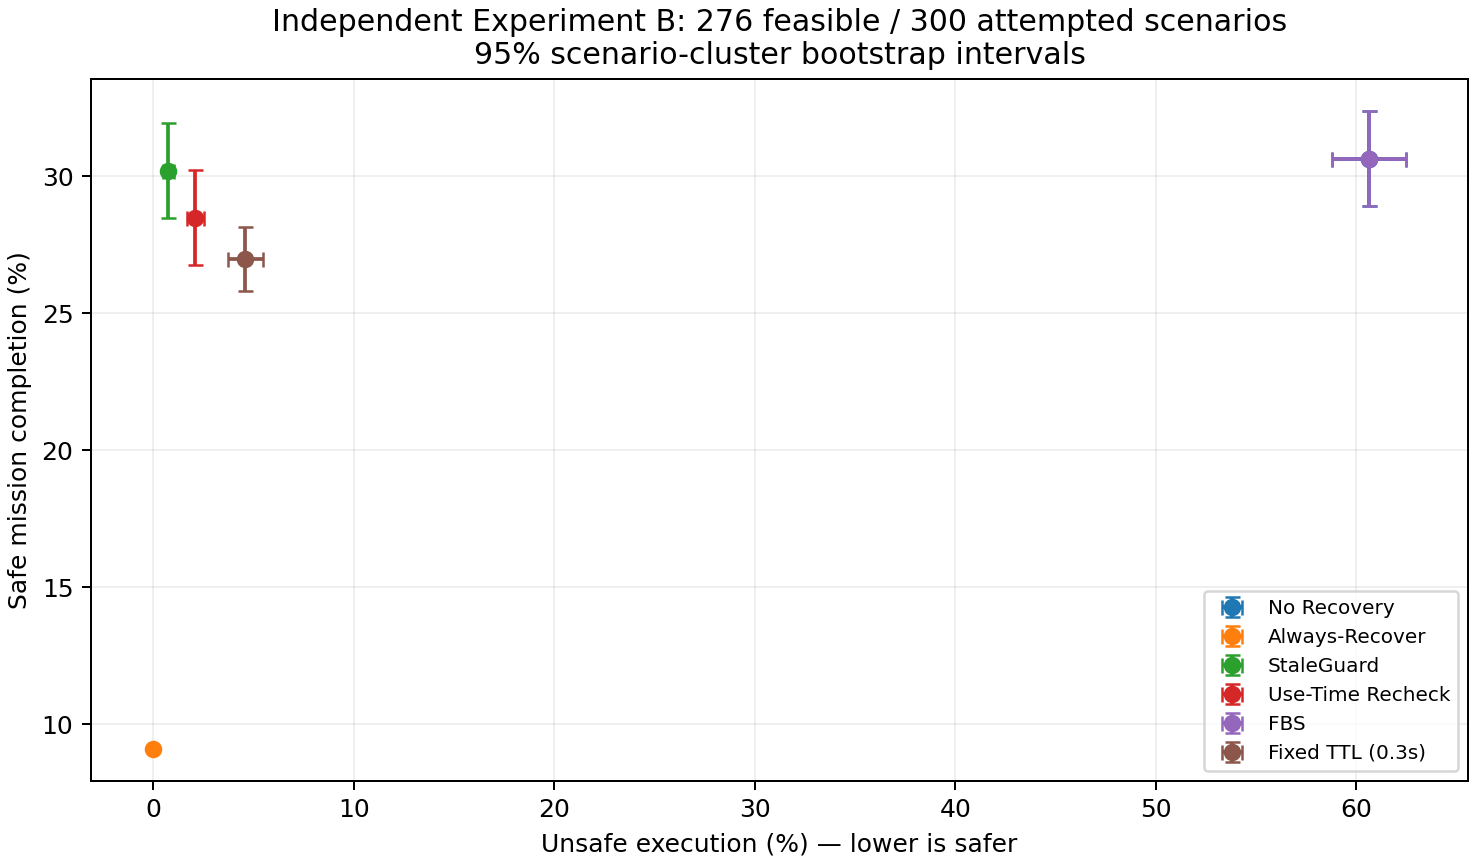 Independent Experiment B: 276 feasible / 300 attempted scenarios
95% scenario-cluster bootstrap intervals
Safe mission completion (%)
30
25
20
15
10
No Recovery
Always-Recover
StaleGuard
Use-Time Recheck
FBS
Fixed TTL (0.3s)
0 10 20 30 40 50 60
Unsafe execution (%) — lower is safer